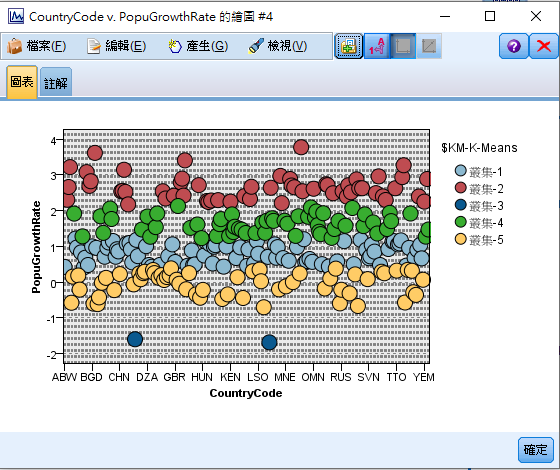 CountryCode v. PopuGrowthRate 的繪圖 #4
檔案(F) 編輯(E) 產生(G) 檢視(V)
圖表 註解
$KM-K-Means
叢集-1
叢集-2
叢集-3
叢集-4
叢集-5
PopuGrowthRate
4
3
2
1
0
-1
-2
ABW BGD CHN DZA GBR HUN KEN LSO MNE OMN RUS SVN TTO YEM
CountryCode
確定